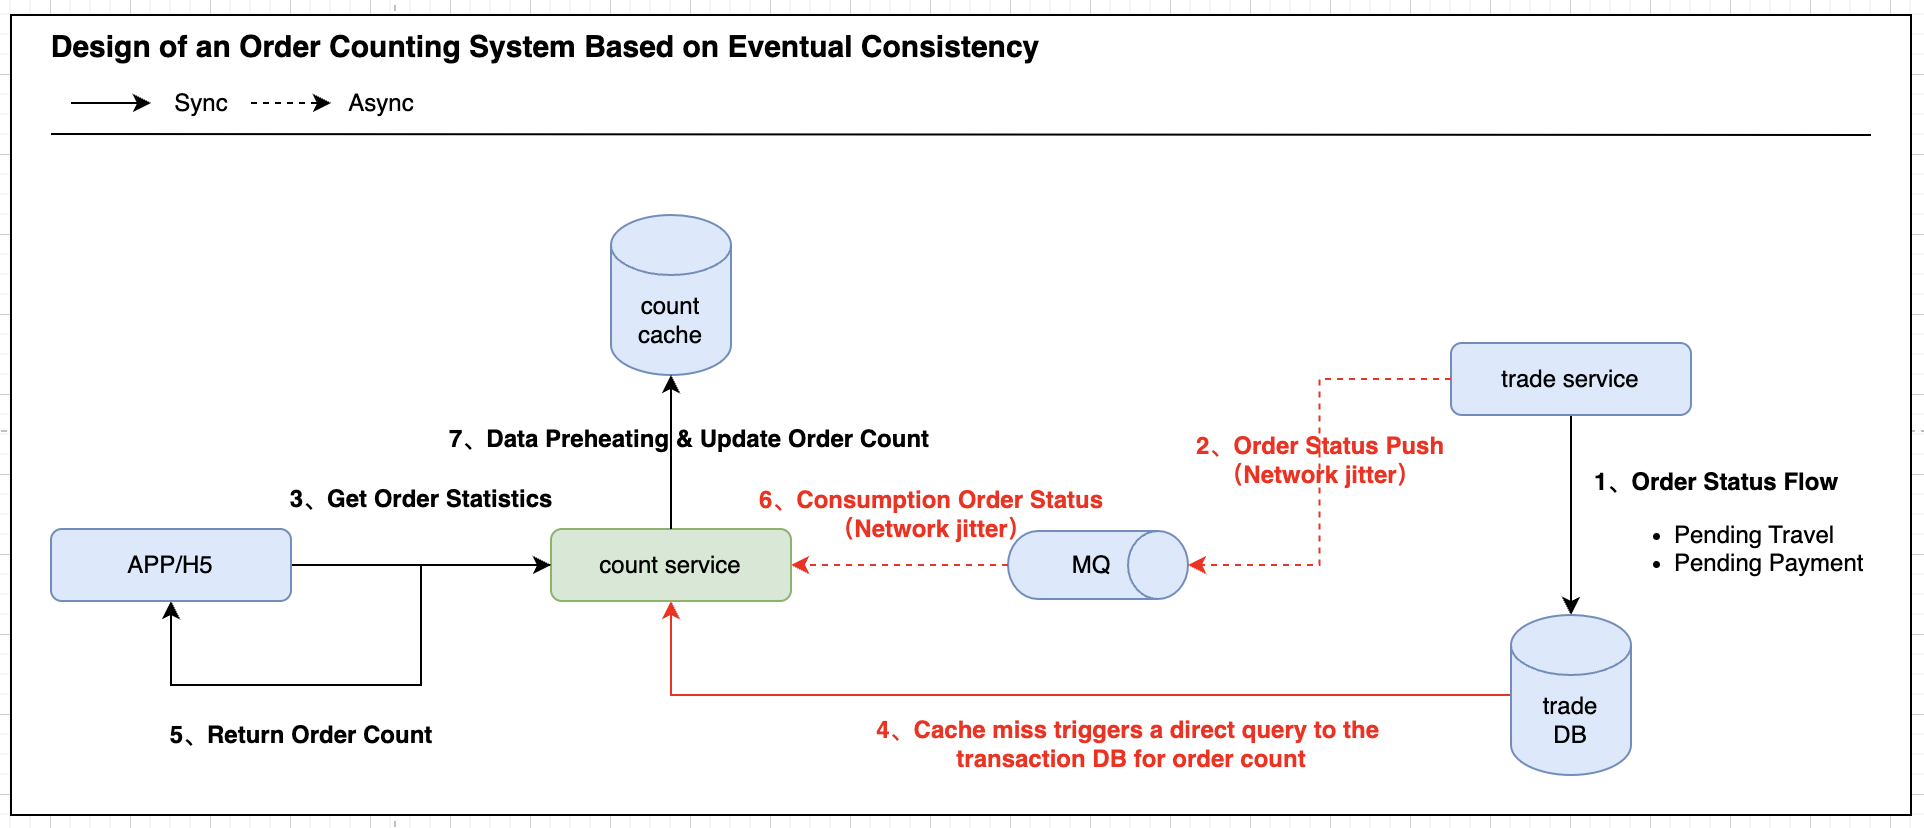 Design of an Order Counting System Based on Eventual Consistency
Sync
Async
count
cache
trade service
7、Data Preheating & Update Order Count
2、Order Status Push
（Network jitter）
1、Order Status Flow
3、Get Order Statistics
6、Consumption Order Status
（Network jitter）
• Pending Travel
• Pending Payment
APP/H5
count service
MQ
trade
DB
5、Return Order Count
4、Cache miss triggers a direct query to the
transaction DB for order count